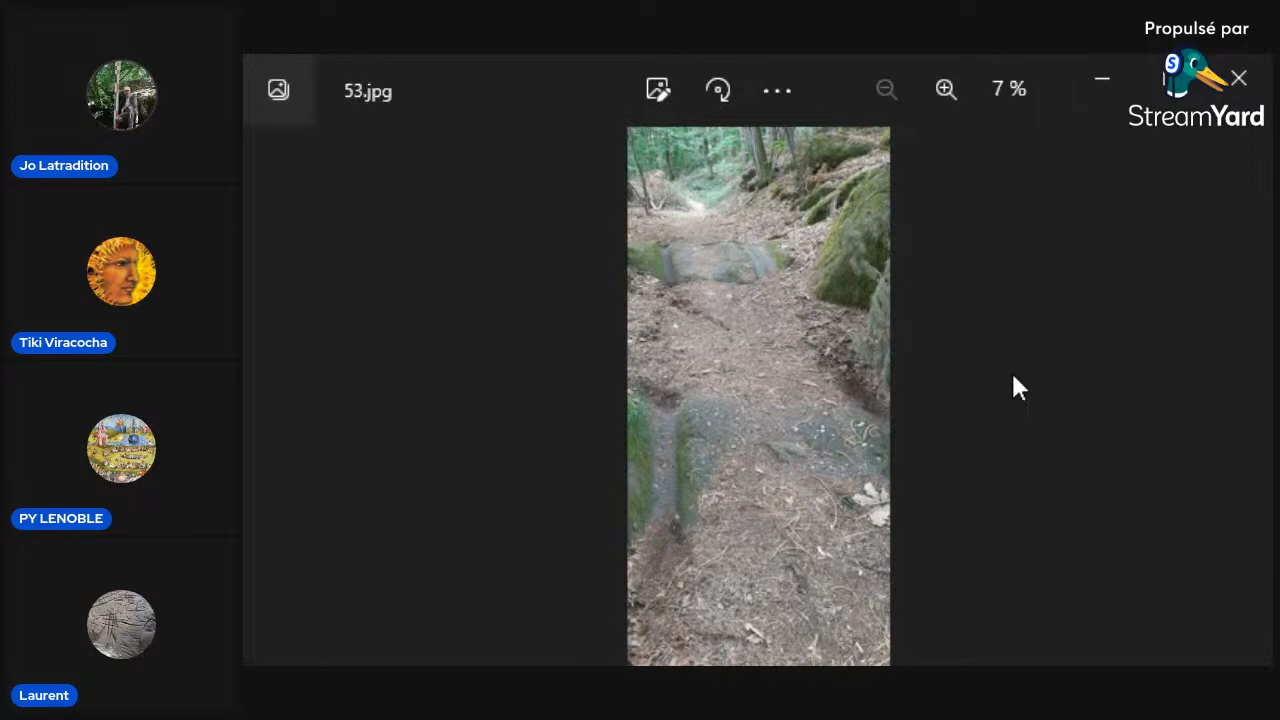 Propulsé par
StreamYard
53.jpg
7 %
Jo Latradition
Tiki Viracocha
PY LENOBLE
Laurent